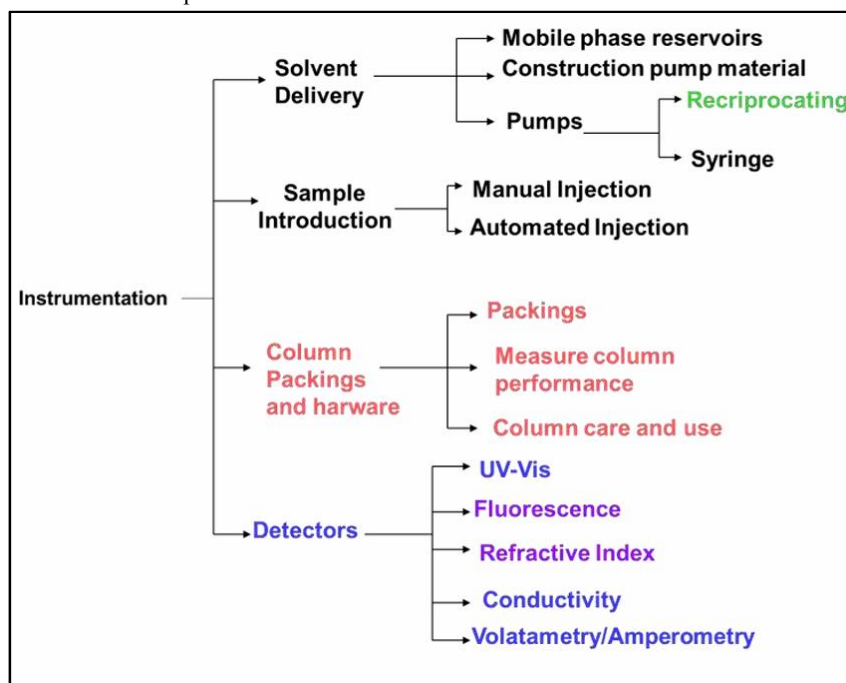 Mobile phase reservoirs
Solvent
Delivery
Construction pump material
Pumps
Recriprocating
Syringe
Sample
Introduction
Manual Injection
Automated Injection
Instrumentation
Column
Packings
and harware
Packings
Measure column
performance
Column care and use
Detectors
UV-Vis
Fluorescence
Refractive Index
Conductivity
Volatametry/Amperometry